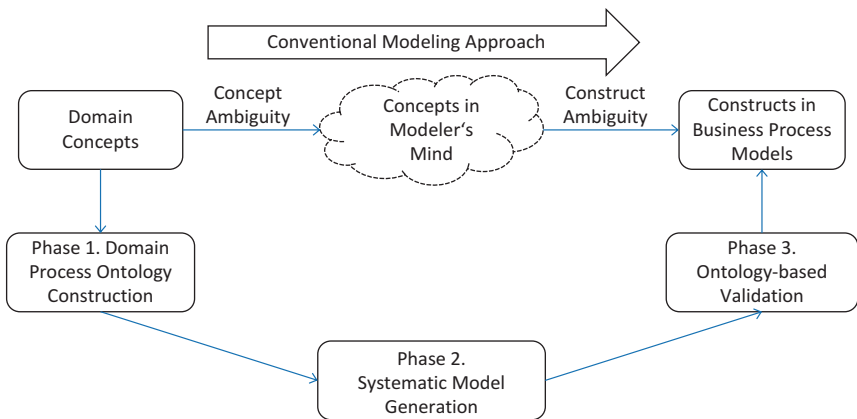 Conventional Modeling Approach
Domain
Concepts
Concept
Ambiguity
Concepts in
Modeler‘s
Mind
Construct
Ambiguity
Constructs in
Business Process
Models
Phase 1. Domain
Process Ontology
Construction
Phase 2.
Systematic Model
Generation
Phase 3.
Ontology-based
Validation